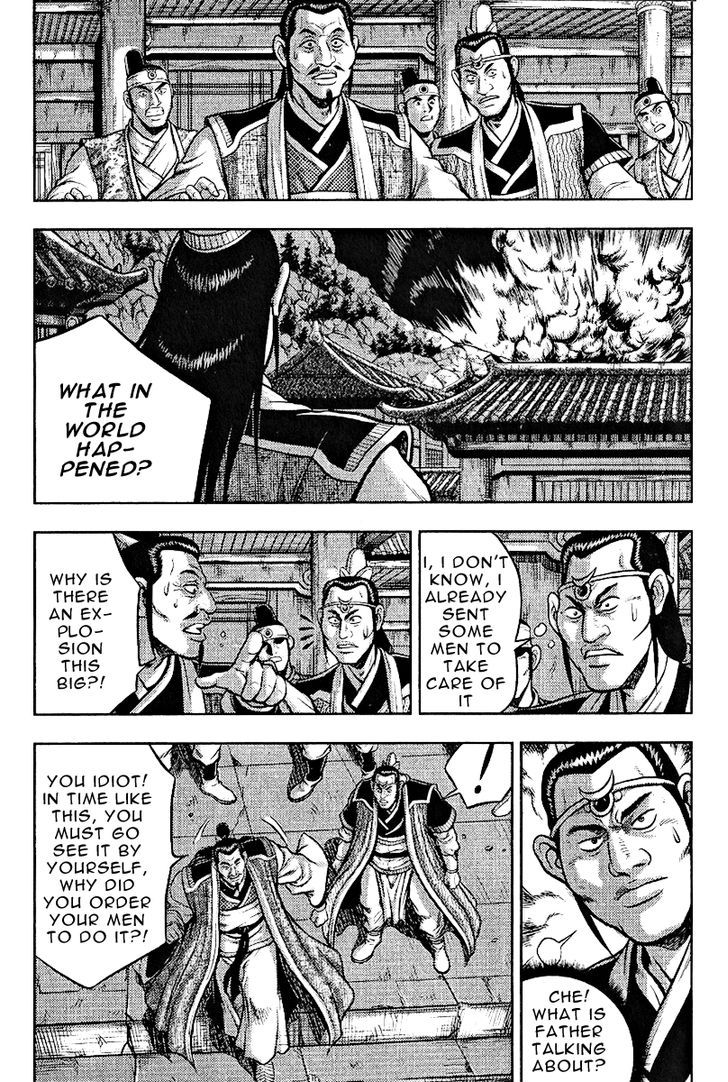 WHAT IN
THE
WORLD
HAP-
PENED?
WHY IS
THERE
AN EX-
PLO-
SION
THIS
BIG?!
I, I DON'T
KNOW, I
ALREADY
SENT
SOME
MEN TO
TAKE
CARE OF
IT
YOU IDIOT!
IN TIME LIKE
THIS, YOU
MUST GO
SEE IT BY
YOURSELF,
WHY DID
YOU ORDER
YOUR MEN
TO DO IT?!
!
CHE!
WHAT IS
FATHER
TALKING
ABOUT?